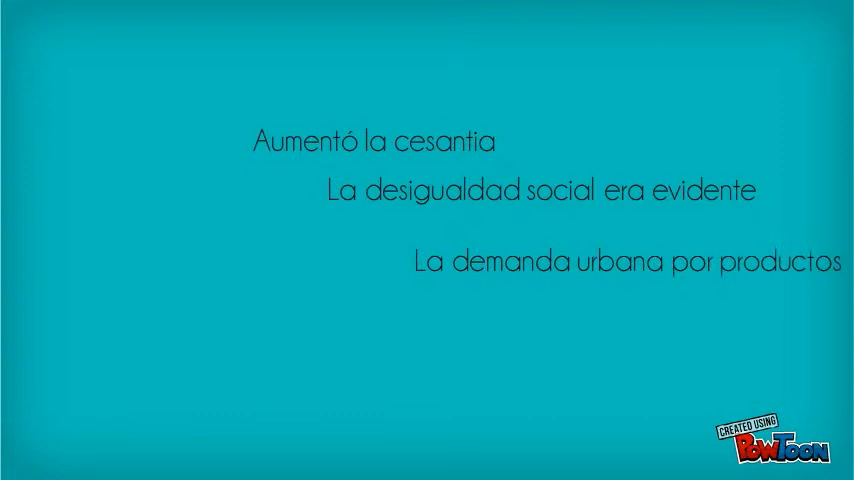 Aumentó la cesantia
La desigualdad social era evidente
La demanda urbana por productos
CREATED USING
POWTOON